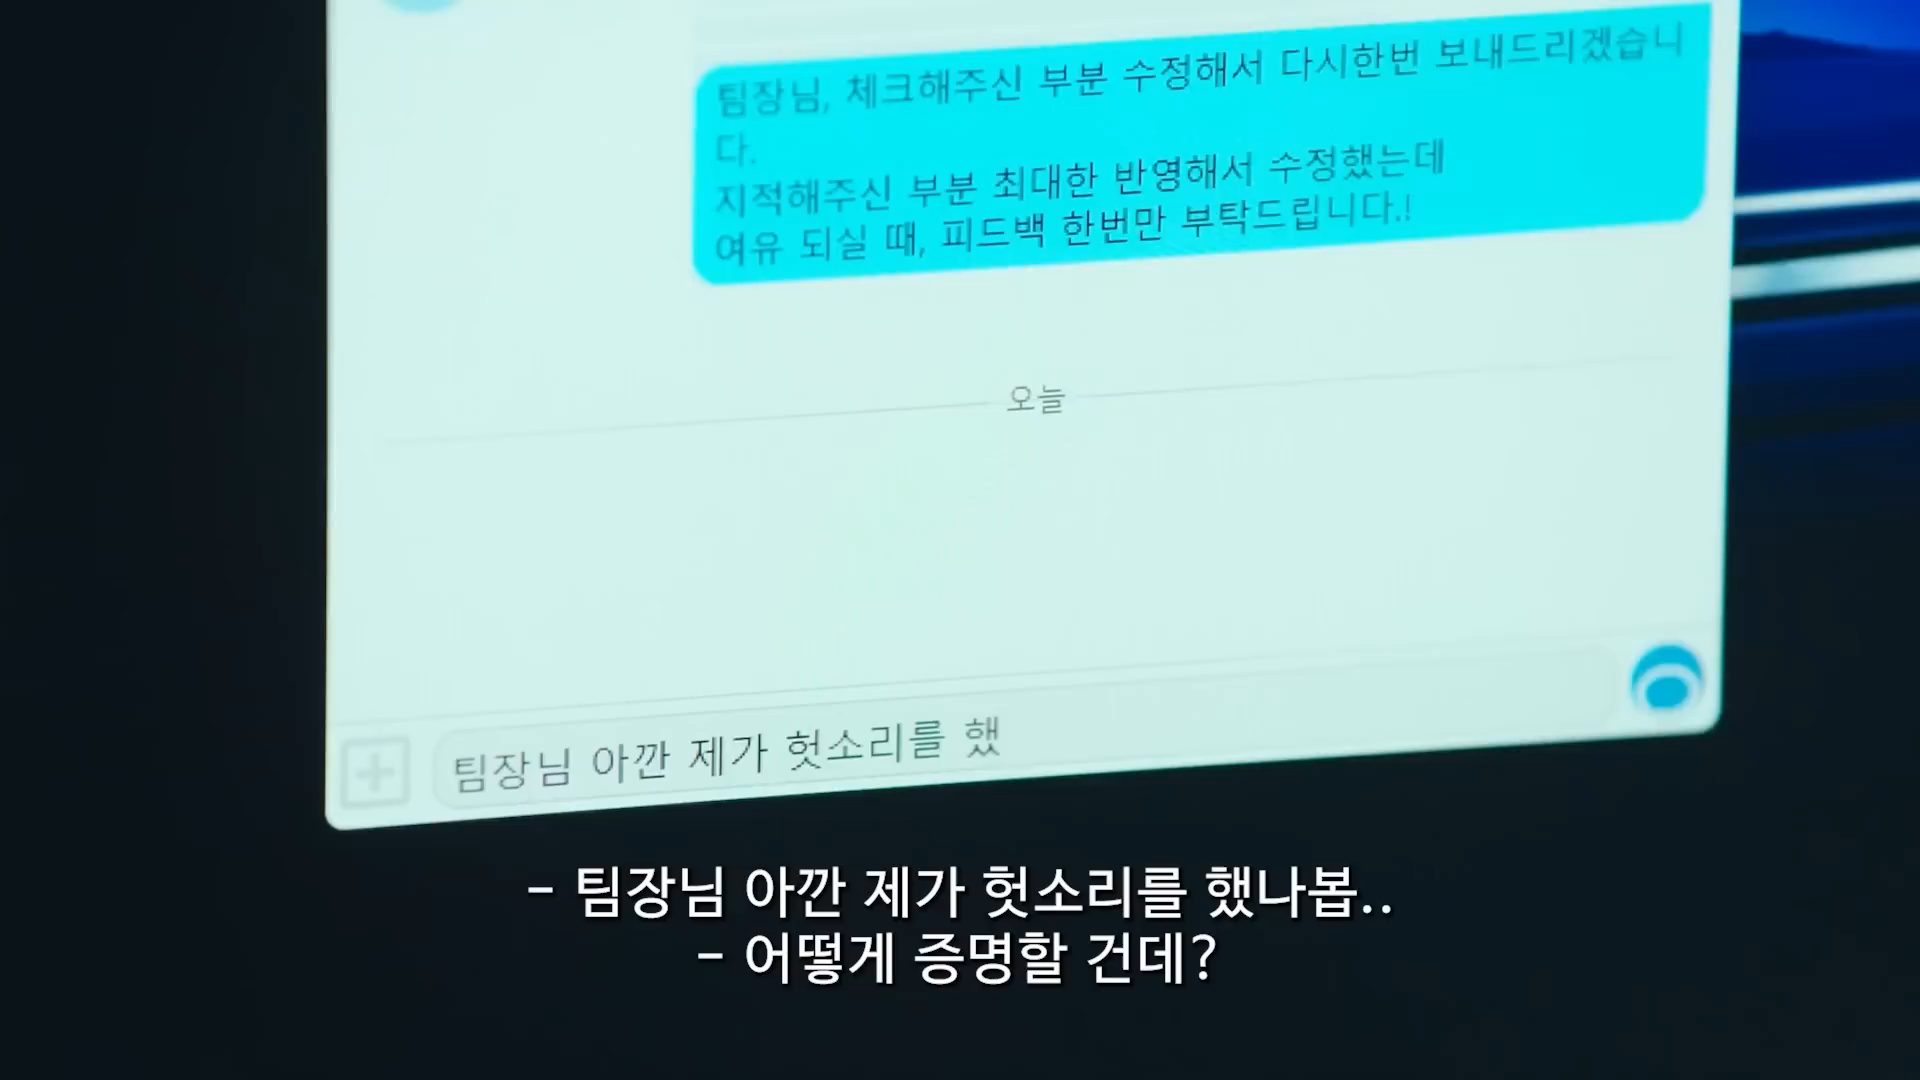 팀장님, 체크해주신 부분 수정해서 다시한번 보내드리겠습니
다.
지적해주신 부분 최대한 반영해서 수정했는데
여유 되실 때, 피드백 한번만 부탁드립니다.!
오늘
팀장님 아깐 제가 헛소리를 했
- 팀장님 아깐 제가 헛소리를 했나봅..
- 어떻게 증명할 건데?